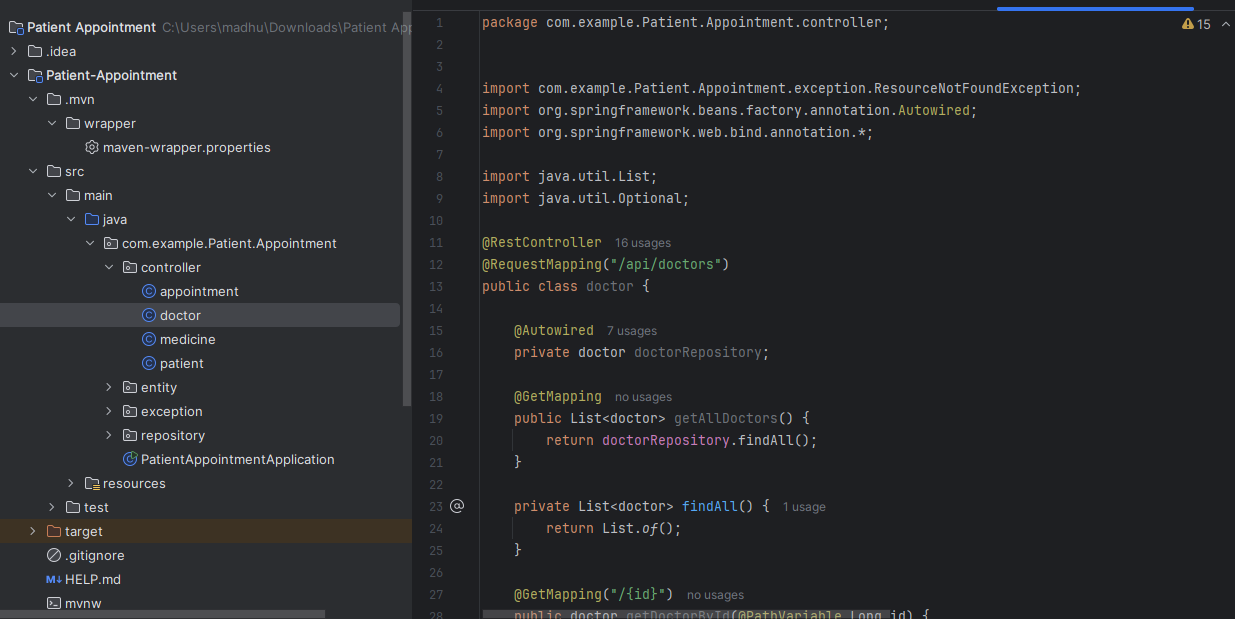 Patient Appointment C:\Users\madhu\Downloads\Patient App
.idea
Patient-Appointment
.mvn
wrapper
maven-wrapper.properties
src
main
java
com.example.Patient.Appointment
controller
appointment
doctor
medicine
patient
entity
exception
repository
PatientAppointmentApplication
resources
test
target
.gitignore
M↓ HELP.md
mvnw
15
1 package com.example.Patient.Appointment.controller;
2
3
4 import com.example.Patient.Appointment.exception.ResourceNotFoundException;
5 import org.springframework.beans.factory.annotation.Autowired;
6 import org.springframework.web.bind.annotation.*;
7
8 import java.util.List;
9 import java.util.Optional;
10
11 @RestController 16 usages
12 @RequestMapping("/api/doctors")
13 public class doctor {
14
15 @Autowired 7 usages
16 private doctor doctorRepository;
17
18 @GetMapping no usages
19 public List<doctor> getAllDoctors() {
20 return doctorRepository.findAll();
21 }
22
23 private List<doctor> findAll() { 1 usage
24 return List.of();
25 }
26
27 @GetMapping("/{id}") no usages
28 public doctor getDoctorById(@PathVariable Long id) {